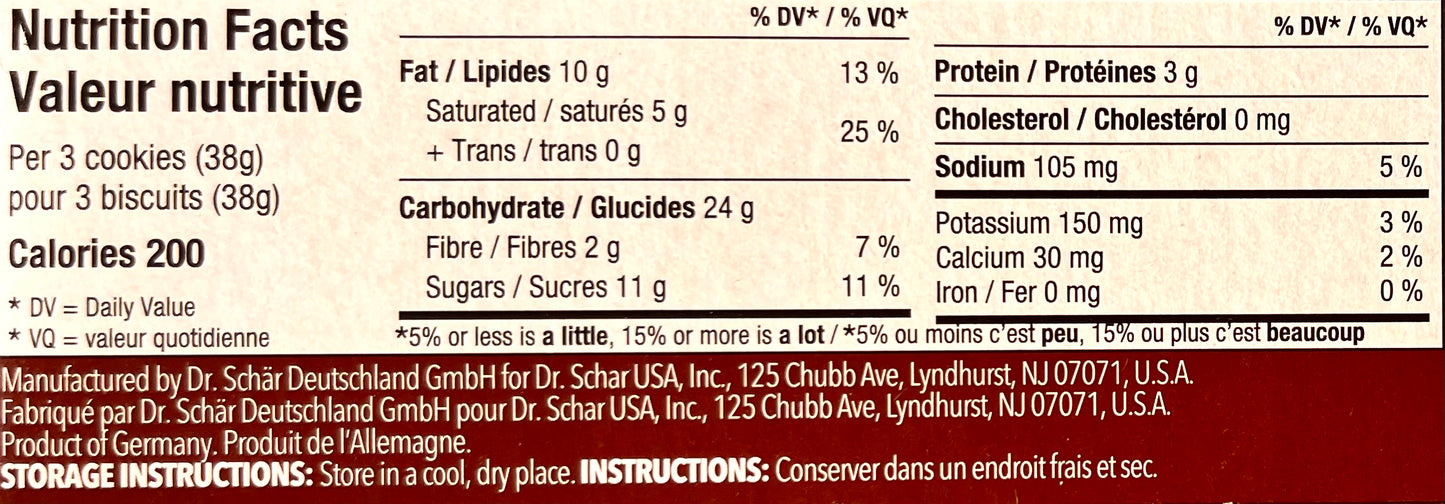 Nutrition Facts
Valeur nutritive
Per 3 cookies (38g)
pour 3 biscuits (38g)
Calories 200
* DV = Daily Value
* VQ = valeur quotidienne
% DV* / % VQ*
Fat / Lipides 10 g 13 %
Saturated / saturés 5 g
+ Trans / trans 0 g
25 %
Carbohydrate / Glucides 24 g
Fibre / Fibres 2 g 7 %
Sugars / Sucres 11 g 11 %
% DV* / % VQ*
Protein / Protéines 3 g
Cholesterol / Cholestérol 0 mg
Sodium 105 mg 5 %
Potassium 150 mg 3 %
Calcium 30 mg 2 %
Iron / Fer 0 mg 0 %
*5% or less is a little, 15% or more is a lot / *5% ou moins c'est peu, 15% ou plus c'est beaucoup
Manufactured by Dr. Schär Deutschland GmbH for Dr. Schar USA, Inc., 125 Chubb Ave, Lyndhurst, NJ 07071, U.S.A.
Fabriqué par Dr. Schär Deutschland GmbH pour Dr. Schar USA, Inc., 125 Chubb Ave, Lyndhurst, NJ 07071, U.S.A.
Product of Germany. Produit de l'Allemagne.
STORAGE INSTRUCTIONS: Store in a cool, dry place. INSTRUCTIONS: Conserver dans un endroit frais et sec.